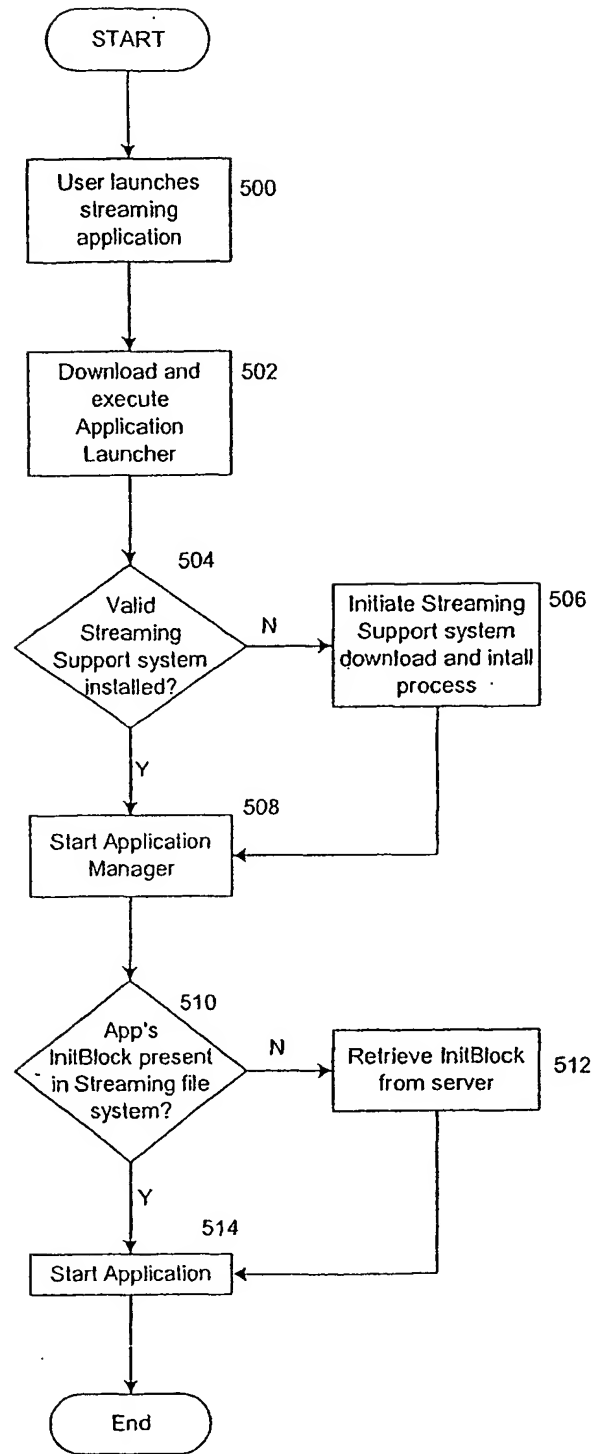 START
User launches
streaming
application
500
Download and
execute
Application
Launcher
502
504
Valid
Streaming
Support system
installed?
N
Initiate Streaming
Support system
download and intall
process
506
Y
508
Start Application
Manager
510
App's
InitBlock present
in Streaming file
system?
N
Retrieve InitBlock
from server
512
Y
514
Start Application
End